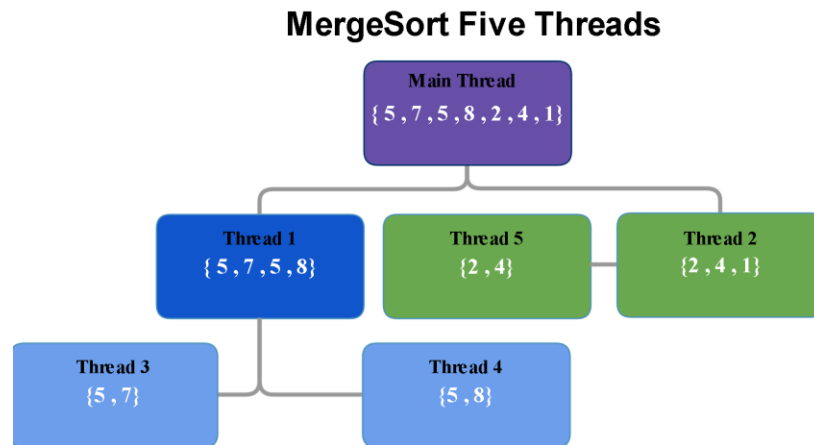 MergeSort Five Threads
Main Thread
{ 5 , 7 , 5 , 8 , 2 , 4 , 1}
Thread 1
{ 5 , 7 , 5 , 8}
Thread 5
{2 , 4}
Thread 2
{2 , 4 , 1}
Thread 3
{5 , 7}
Thread 4
{5 , 8}